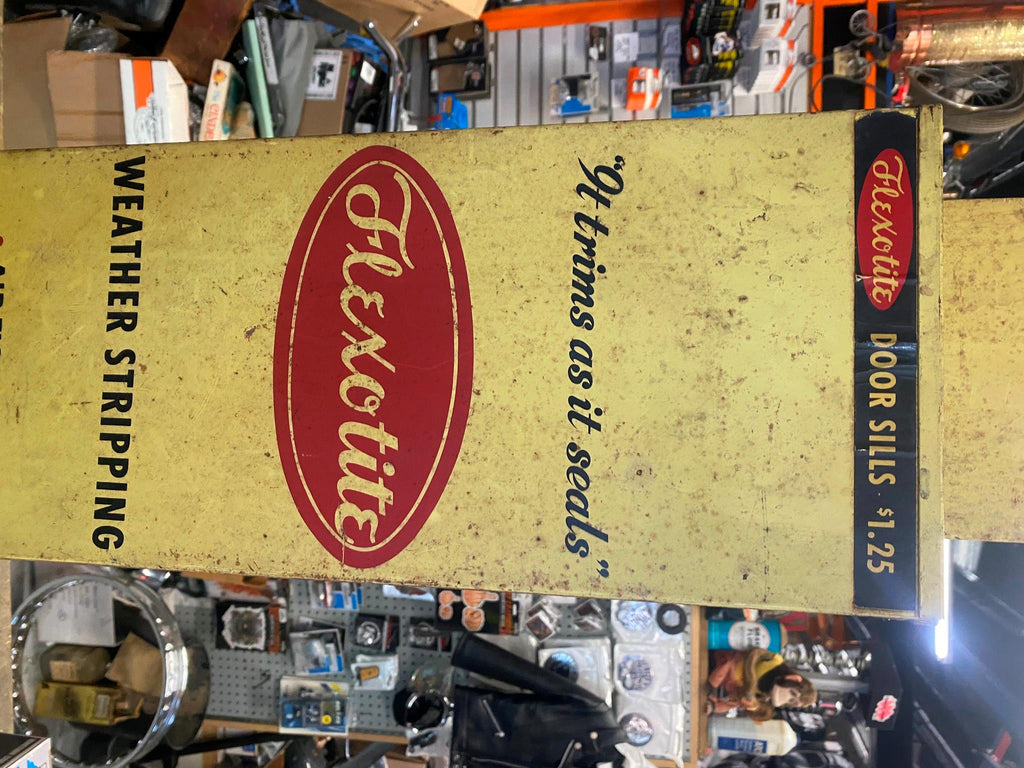 Flexotite DOOR SILLS · $1.25
"It trims as it seals"
Flexotite
WEATHER STRIPPING